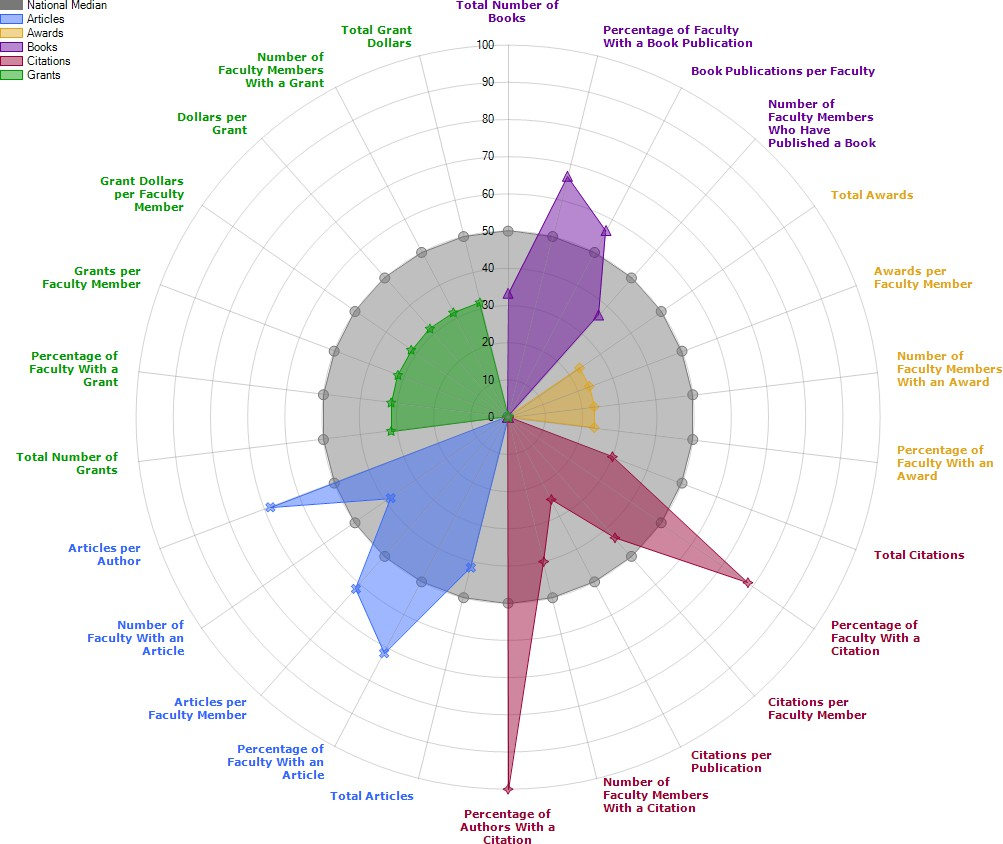 National Median
Articles
Awards
Books
Citations
Grants
Total Number of
Books
Percentage of Faculty
With a Book Publication
Book Publications per Faculty
Number of
Faculty Members
Who Have
Published a Book
Total Awards
Awards per
Faculty Member
Number of
Faculty Members
With an Award
Percentage of
Faculty With an
Award
Total Citations
Percentage of
Faculty With a
Citation
Citations per
Faculty Member
Citations per
Publication
Number of
Faculty Members
With a Citation
Percentage of
Authors With a
Citation
Total Articles
Percentage of
Faculty With an
Article
Articles per
Faculty Member
Number of
Faculty With an
Article
Articles per
Author
Total Number of
Grants
Percentage of
Faculty With a
Grant
Grants per
Faculty Member
Grant Dollars
per Faculty
Member
Dollars per
Grant
Number of
Faculty Members
With a Grant
Total Grant
Dollars
100
90
80
70
60
50
40
30
20
10
0